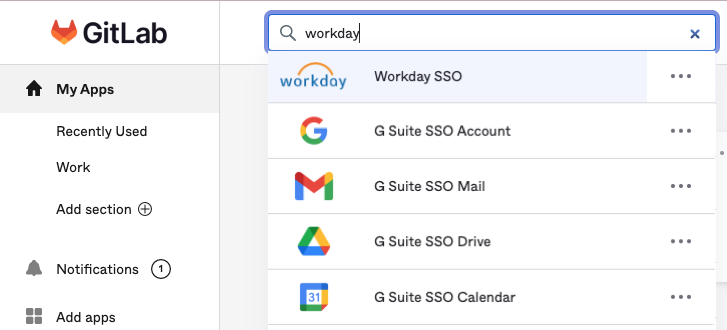 GitLab
workday
My Apps
Recently Used
Work
Add section
Notifications 1
Add apps
workday Workday SSO
G Suite SSO Account
G Suite SSO Mail
G Suite SSO Drive
31 G Suite SSO Calendar